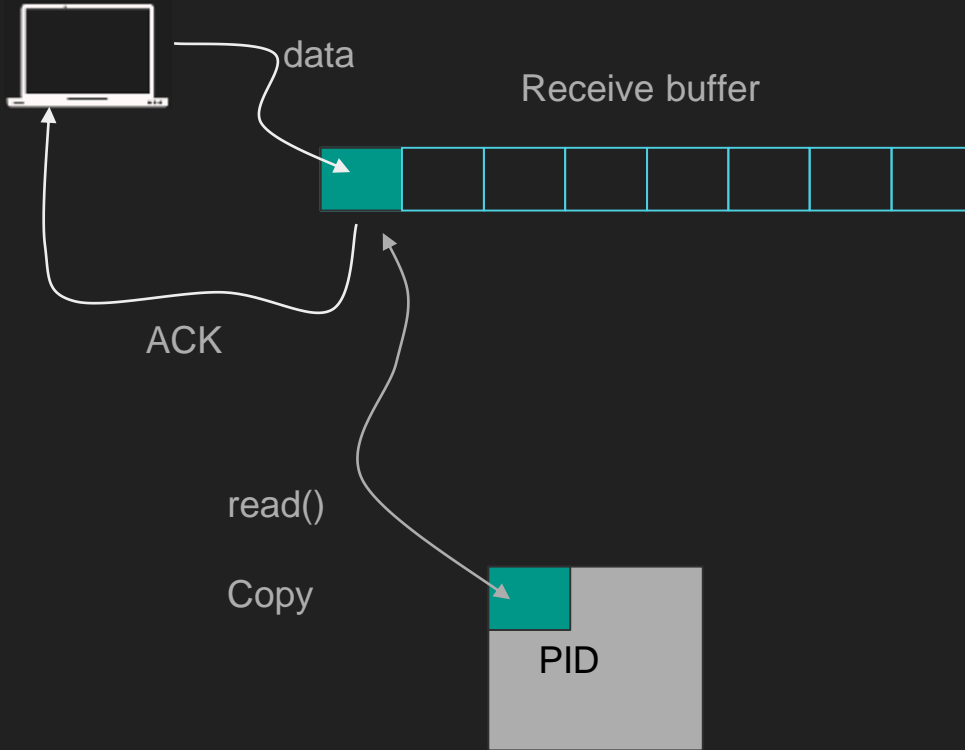 data
Receive buffer
ACK
read()
Copy
PID